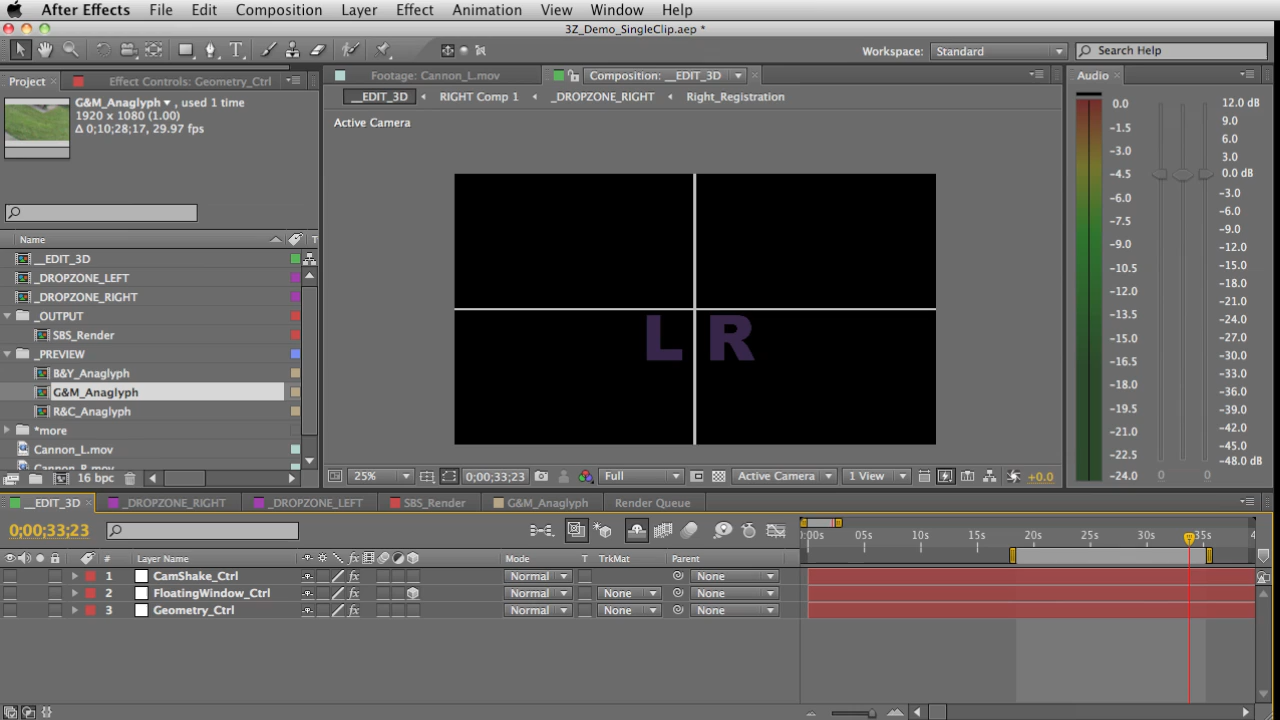 After Effects File Edit Composition Layer Effect Animation View Window Help
3Z_Demo_SingleClip.aep *
Workspace: Standard Search Help
Project Effect Controls: Geometry_Ctrl
Footage: Cannon_L.mov Composition: __EDIT_3D
Audio
__EDIT_3D RIGHT Comp 1 _DROPZONE_RIGHT Right_Registration
Active Camera
G&M_Anaglyph , used 1 time
1920 x 1080 (1.00)
Δ 0;10;28;17, 29.97 fps
Name T
__EDIT_3D
_DROPZONE_LEFT
_DROPZONE_RIGHT
_OUTPUT
SBS_Render
_PREVIEW
B&Y_Anaglyph
G&M_Anaglyph
R&C_Anaglyph
*more
Cannon_L.mov
Cannon_R.mov
16 bpc
L R
25% 0;00;33;23 Full Active Camera 1 View +0.0
0.0
-1.5
-3.0
-4.5
-6.0
-7.5
-9.0
-10.5
-12.0
-13.5
-15.0
-16.5
-18.0
-19.5
-21.0
-22.5
-24.0
0 0
12.0 dB
9.0
6.0
3.0
0.0 dB
-3.0
-6.0
-9.0
-12.0
-15.0
-18.0
-21.0
-24.0
-27.0
-30.0
-33.0
-36.0
-39.0
-42.0
-45.0
-48.0 dB
__EDIT_3D _DROPZONE_RIGHT _DROPZONE_LEFT SBS_Render G&M_Anaglyph Render Queue
0;00;33;23
:00s 05s 10s 15s 20s 25s 30s 35s 4
# Layer Name Mode T TrkMat Parent
1 CamShake_Ctrl fx Normal None
2 FloatingWindow_Ctrl fx Normal None None
3 Geometry_Ctrl fx Normal None None